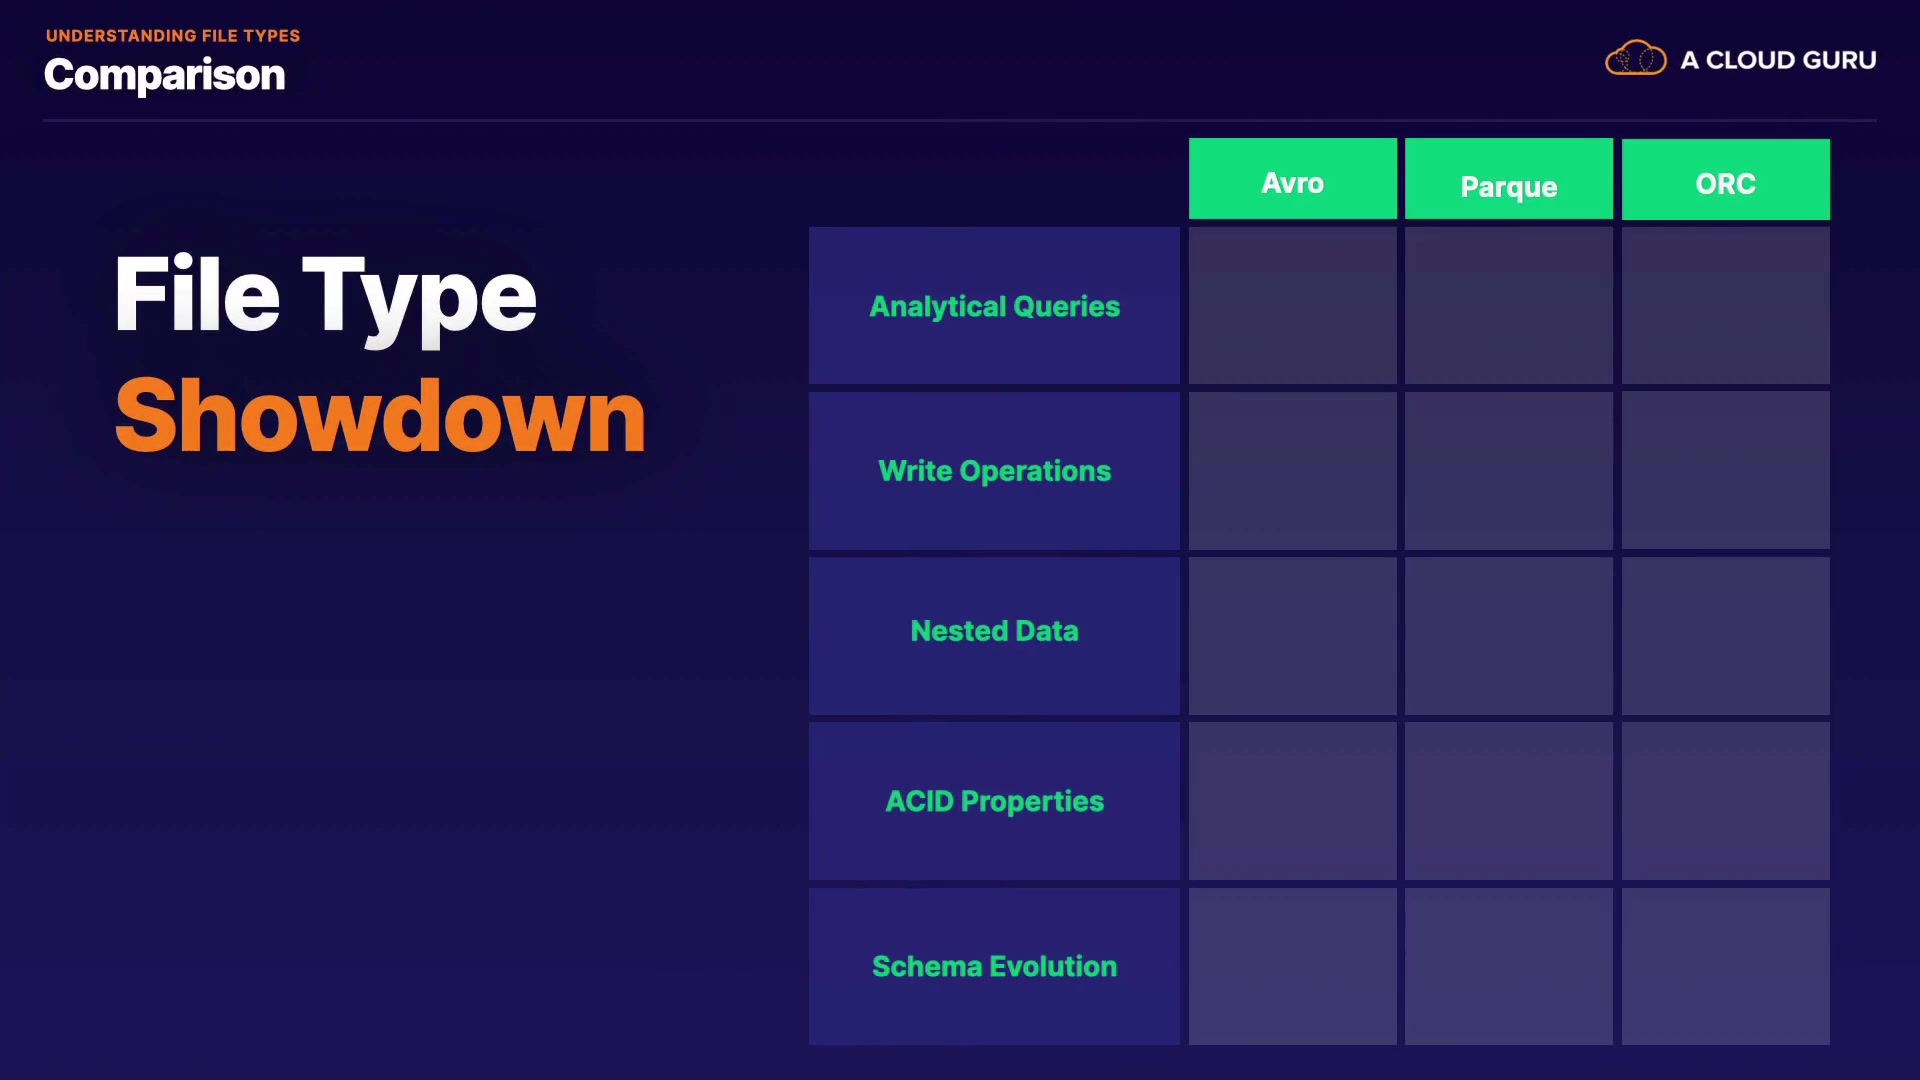 UNDERSTANDING FILE TYPES
Comparison
A CLOUD GURU
File Type
Showdown
Avro
Parque
ORC
Analytical Queries
Write Operations
Nested Data
ACID Properties
Schema Evolution